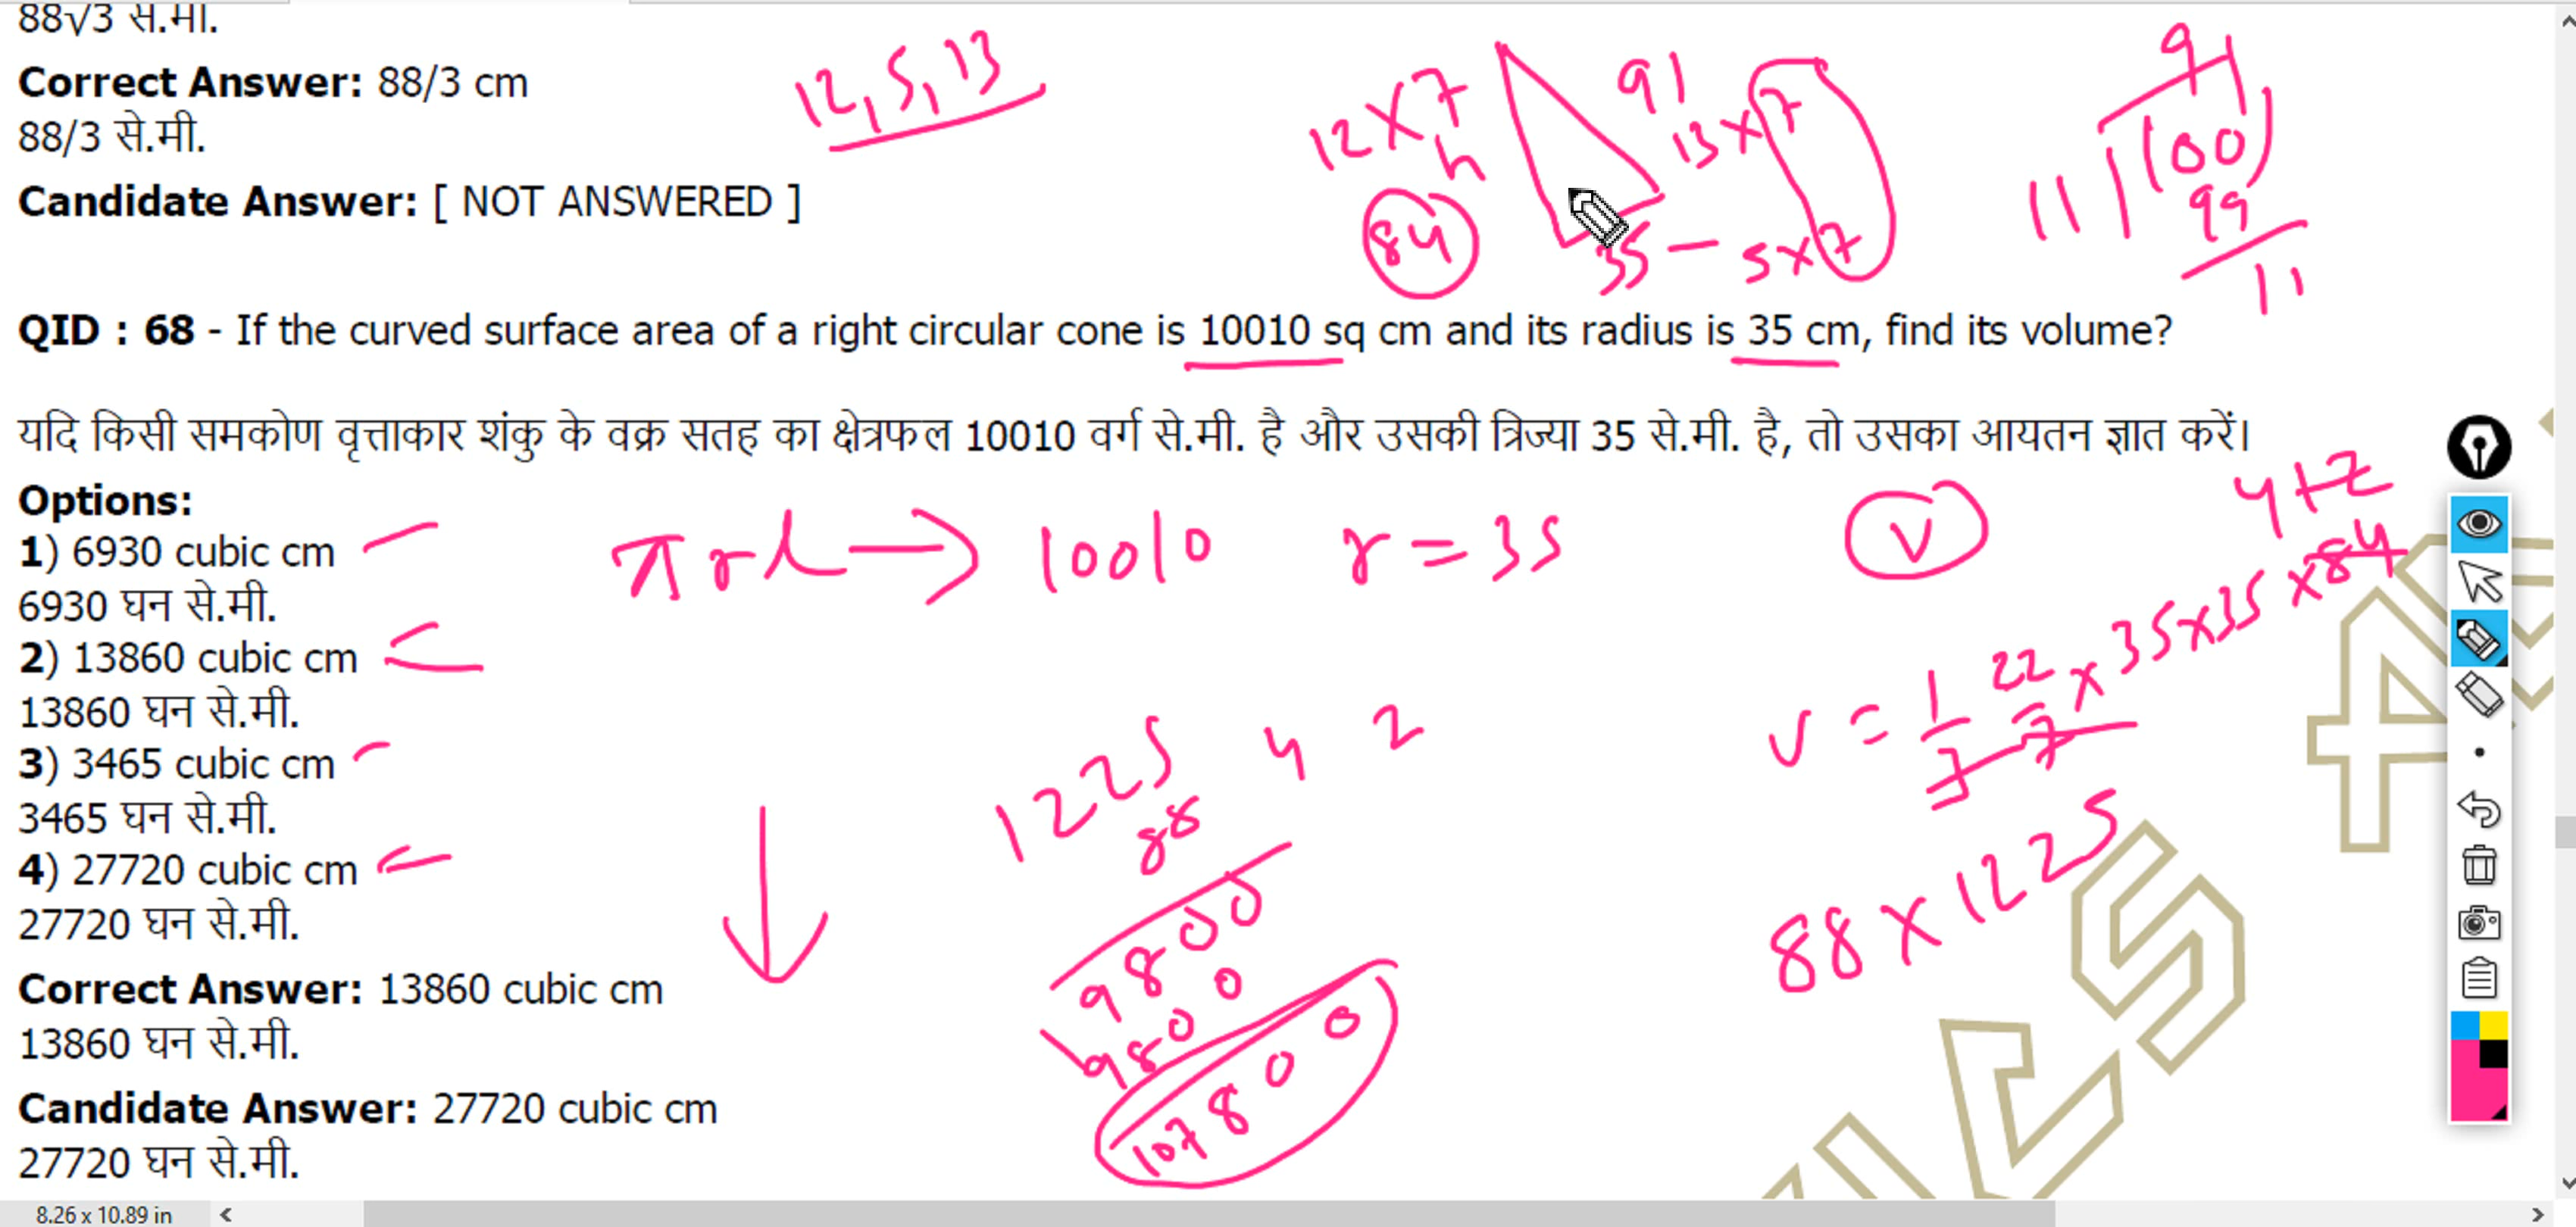 88√3 से.मी.
Correct Answer: 88/3 cm
88/3 से.मी.
Candidate Answer: [ NOT ANSWERED ]
12, 5, 13
12 x 7
h
84
91
13 x 7
35 — 5 x 7
91
11 100
99
11
QID : 68 - If the curved surface area of a right circular cone is 10010 sq cm and its radius is 35 cm, find its volume?
यदि किसी समकोण वृत्ताकार शंकु के वक्र सतह का क्षेत्रफल 10010 वर्ग से.मी. है और उसकी त्रिज्या 35 से.मी. है, तो उसका आयतन ज्ञात करें।
Options:
1) 6930 cubic cm
6930 घन से.मी.
2) 13860 cubic cm
13860 घन से.मी.
3) 3465 cubic cm
3465 घन से.मी.
4) 27720 cubic cm
27720 घन से.मी.
πrl → 10010 r = 35
V
V = 1/3 22/7 x 35 x 35 x 84
88 x 1225
1225 4 2
88
9800
9800
107800
Correct Answer: 13860 cubic cm
13860 घन से.मी.
Candidate Answer: 27720 cubic cm
27720 घन से.मी.
8.26 x 10.89 in